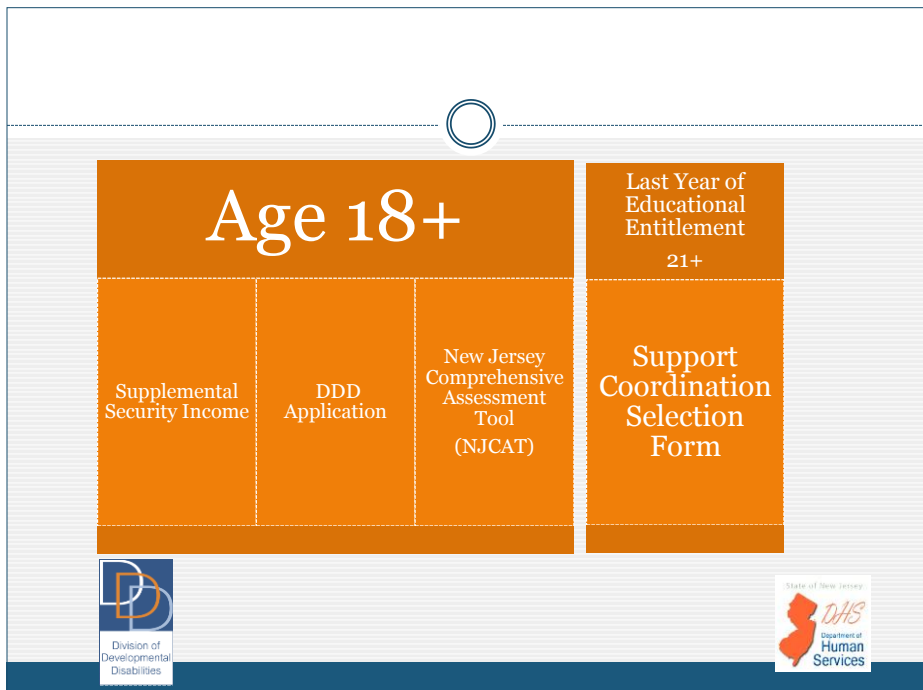 Age 18+
Last Year of
Educational
Entitlement
21+
Supplemental
Security Income
DDD
Application
New Jersey
Comprehensive
Assessment
Tool
(NJCAT)
Support
Coordination
Selection
Form
DDD
Division of
Developmental
Disabilities
State of New Jersey
DHS
Department of
Human
Services